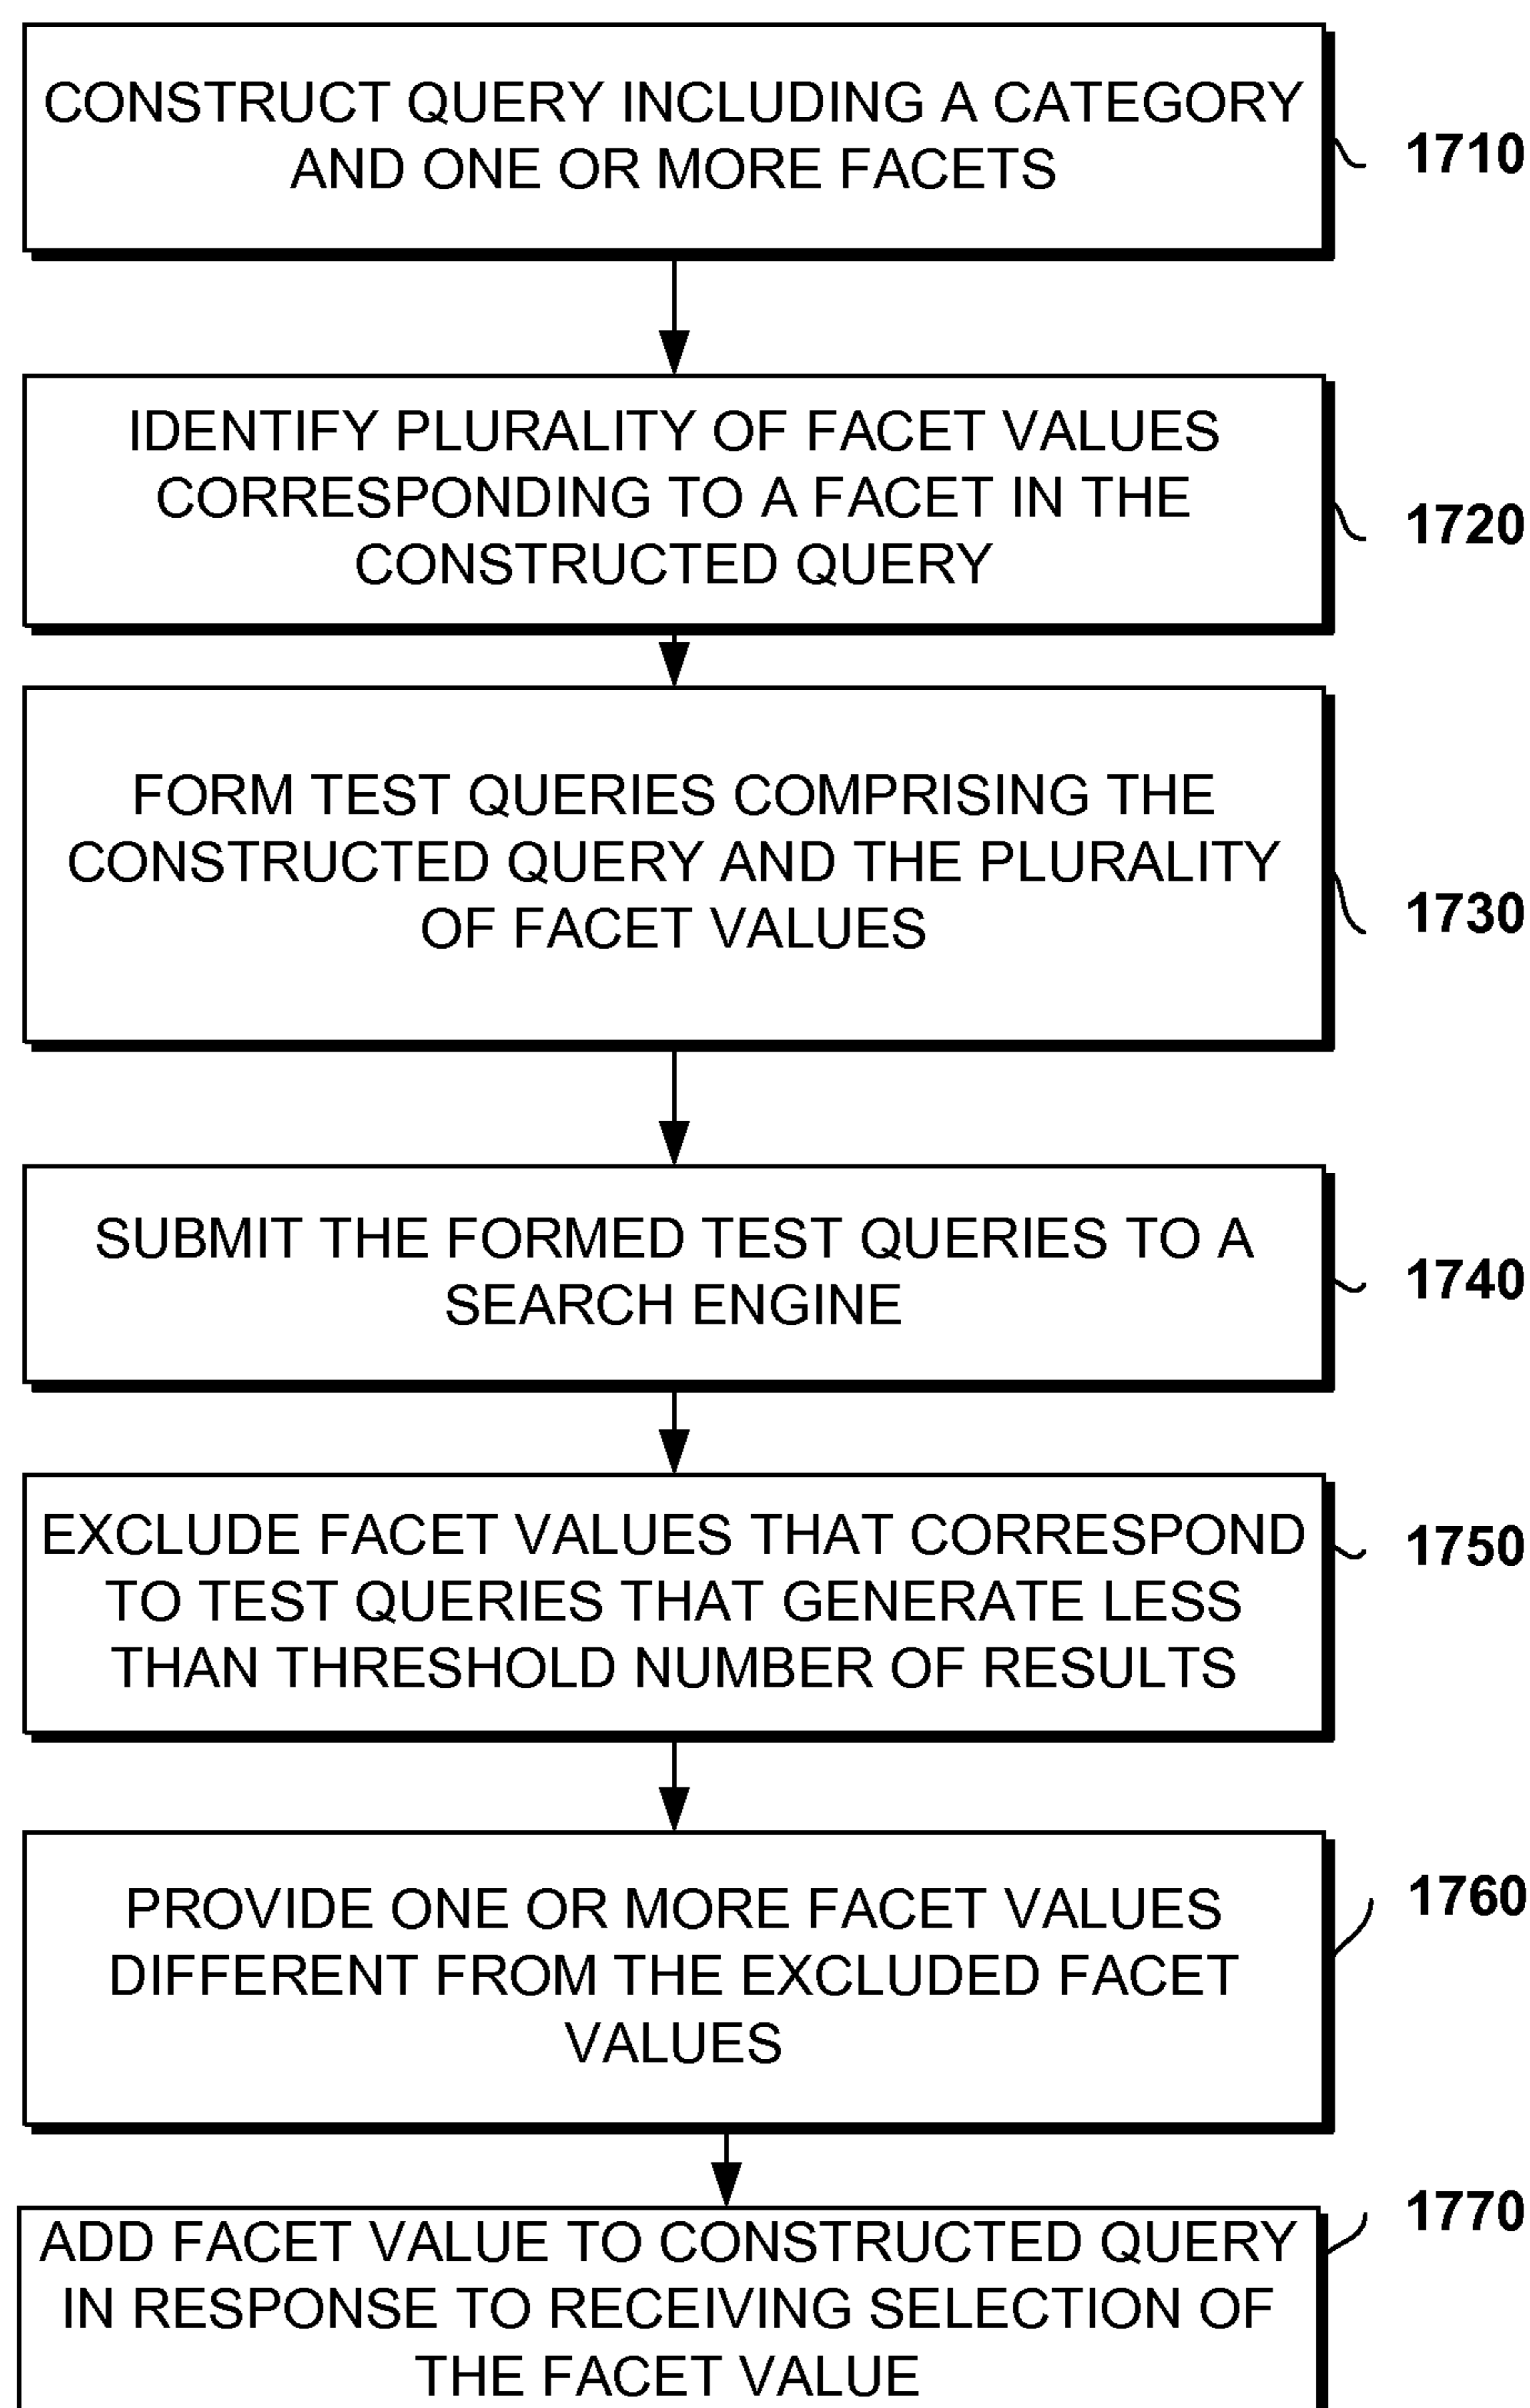 CONSTRUCT QUERY INCLUDING A CATEGORY
AND ONE OR MORE FACETS
1710
IDENTIFY PLURALITY OF FACET VALUES
CORRESPONDING TO A FACET IN THE
CONSTRUCTED QUERY
1720
FORM TEST QUERIES COMPRISING THE
CONSTRUCTED QUERY AND THE PLURALITY
OF FACET VALUES
1730
SUBMIT THE FORMED TEST QUERIES TO A
SEARCH ENGINE
1740
EXCLUDE FACET VALUES THAT CORRESPOND
TO TEST QUERIES THAT GENERATE LESS
THAN THRESHOLD NUMBER OF RESULTS
1750
PROVIDE ONE OR MORE FACET VALUES
DIFFERENT FROM THE EXCLUDED FACET
VALUES
1760
ADD FACET VALUE TO CONSTRUCTED QUERY
IN RESPONSE TO RECEIVING SELECTION OF
THE FACET VALUE
1770